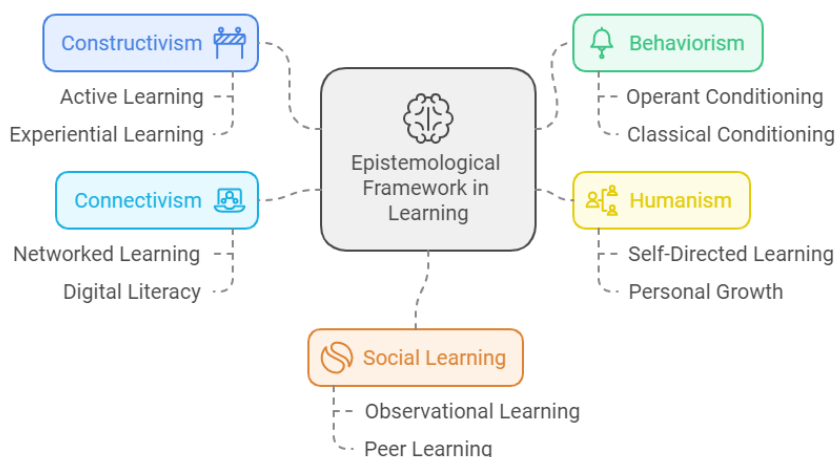 Constructivism
Active Learning
Experiential Learning
Connectivism
Networked Learning
Digital Literacy
Epistemological
Framework in
Learning
Behaviorism
Operant Conditioning
Classical Conditioning
Humanism
Self-Directed Learning
Personal Growth
Social Learning
Observational Learning
Peer Learning